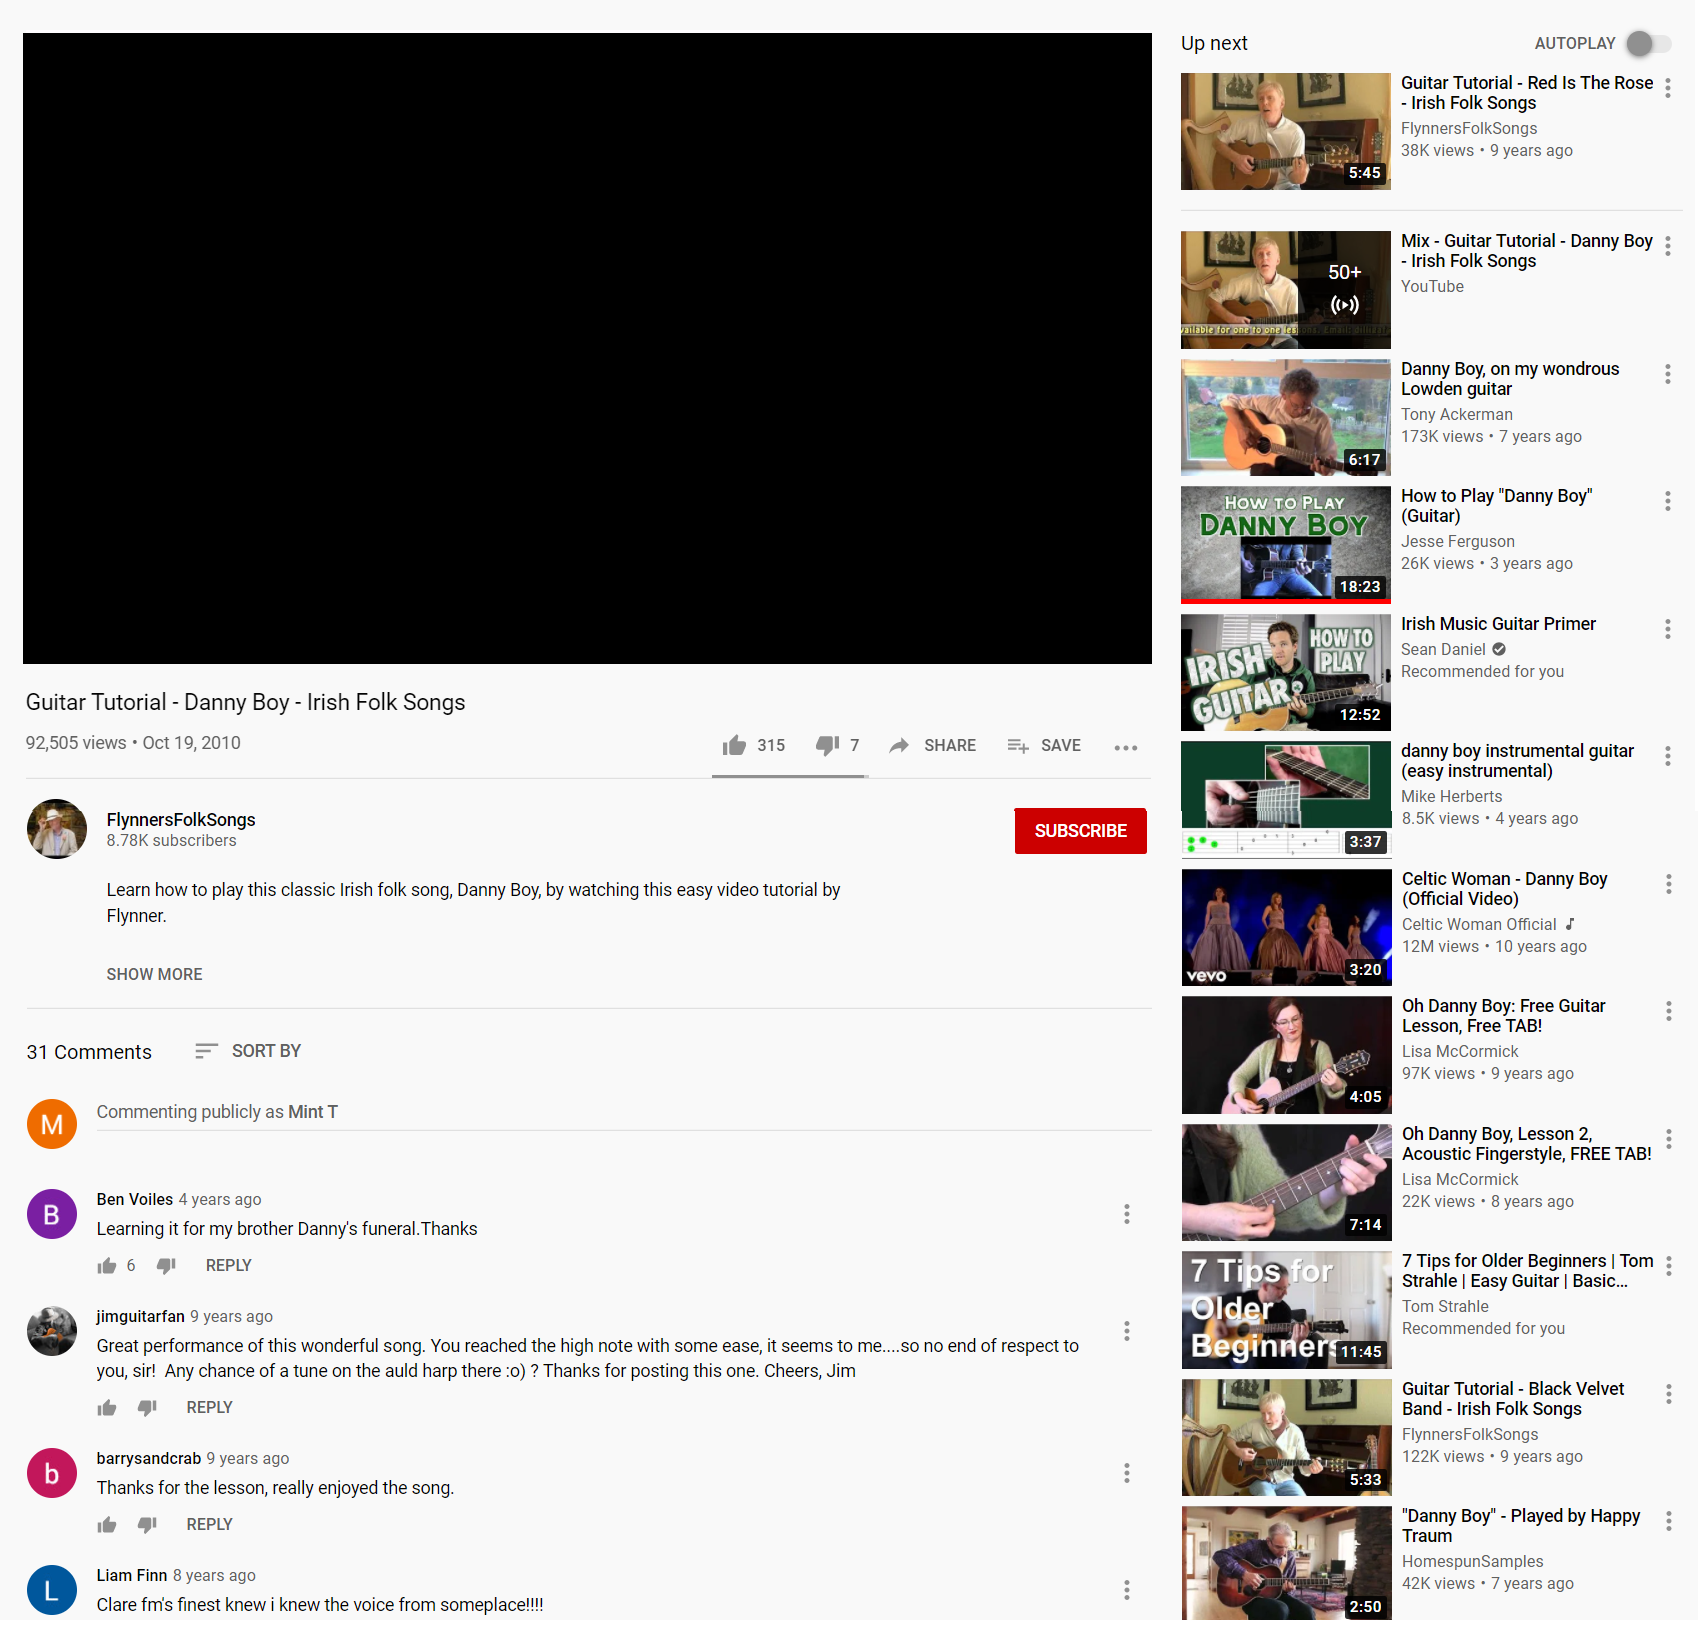 Guitar Tutorial - Danny Boy - Irish Folk Songs
92,505 views • Oct 19, 2010
315
7
SHARE
SAVE
FlynnersFolkSongs
8.78K subscribers
SUBSCRIBE
Learn how to play this classic Irish folk song, Danny Boy, by watching this easy video tutorial by
Flynner.
SHOW MORE
31 Comments
SORT BY
M
Commenting publicly as Mint T
B
Ben Voiles 4 years ago
Learning it for my brother Danny's funeral.Thanks
6
REPLY
jimguitarfan 9 years ago
Great performance of this wonderful song. You reached the high note with some ease, it seems to me....so no end of respect to
you, sir!  Any chance of a tune on the auld harp there :o) ? Thanks for posting this one. Cheers, Jim
REPLY
b
barrysandcrab 9 years ago
Thanks for the lesson, really enjoyed the song.
REPLY
L
Liam Finn 8 years ago
Clare fm's finest knew i knew the voice from someplace!!!!
Up next
AUTOPLAY
5:45
Guitar Tutorial - Red Is The Rose
- Irish Folk Songs
FlynnersFolkSongs
38K views • 9 years ago
50+
vailable for one to one les
Mix - Guitar Tutorial - Danny Boy
- Irish Folk Songs
YouTube
6:17
Danny Boy, on my wondrous
Lowden guitar
Tony Ackerman
173K views • 7 years ago
HOW TO PLAY
DANNY BOY
18:23
How to Play "Danny Boy"
(Guitar)
Jesse Ferguson
26K views • 3 years ago
HOW TO
PLAY
IRISH
GUITAR
12:52
Irish Music Guitar Primer
Sean Daniel
Recommended for you
3:37
danny boy instrumental guitar
(easy instrumental)
Mike Herberts
8.5K views • 4 years ago
vevo
3:20
Celtic Woman - Danny Boy
(Official Video)
Celtic Woman Official
12M views • 10 years ago
4:05
Oh Danny Boy: Free Guitar
Lesson, Free TAB!
Lisa McCormick
97K views • 9 years ago
7:14
Oh Danny Boy, Lesson 2,
Acoustic Fingerstyle, FREE TAB!
Lisa McCormick
22K views • 8 years ago
7 Tips for
Older
Beginners
11:45
7 Tips for Older Beginners | Tom
Strahle | Easy Guitar | Basic...
Tom Strahle
Recommended for you
5:33
Guitar Tutorial - Black Velvet
Band - Irish Folk Songs
FlynnersFolkSongs
122K views • 9 years ago
2:50
"Danny Boy" - Played by Happy
Traum
HomespunSamples
42K views • 7 years ago